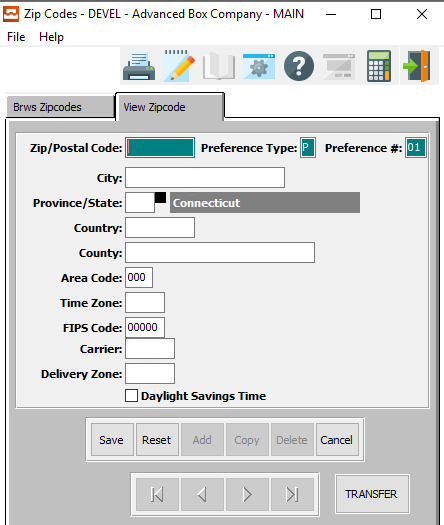 Zip Codes - DEVEL - Advanced Box Company - MAIN
File Help
Brws Zipcodes View Zipcode
Zip/Postal Code: Preference Type: P Preference #: 01
City:
Province/State: Connecticut
Country:
County:
Area Code: 000
Time Zone:
FIPS Code: 00000
Carrier:
Delivery Zone:
Daylight Savings Time
Save Reset Add Copy Delete Cancel
TRANSFER